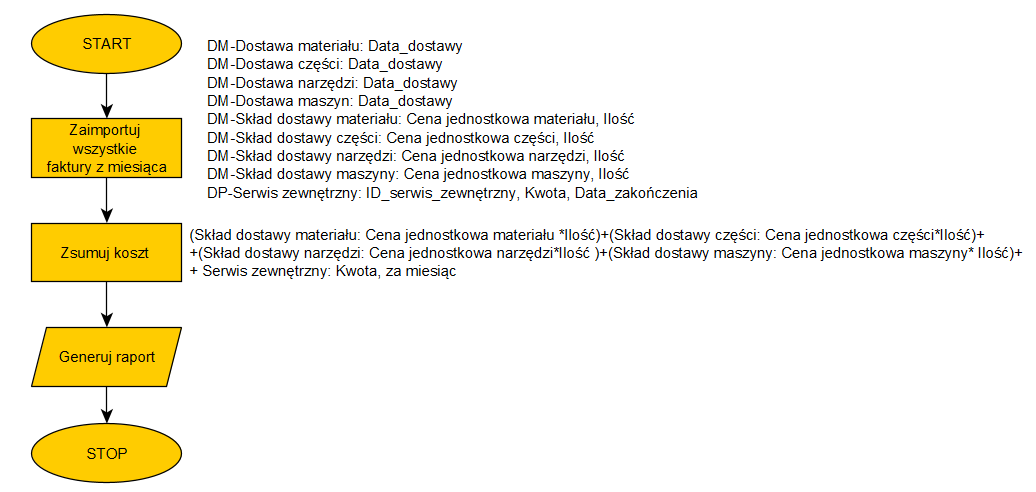 START
DM-Dostawa materiału: Data_dostawy
DM-Dostawa części: Data_dostawy
DM-Dostawa narzędzi: Data_dostawy
DM-Dostawa maszyn: Data_dostawy
DM-Skład dostawy materiału: Cena jednostkowa materiału, Ilość
DM-Skład dostawy części: Cena jednostkowa części, Ilość
DM-Skład dostawy narzędzi: Cena jednostkowa narzędzi, Ilość
DM-Skład dostawy maszyny: Cena jednostkowa maszyny, Ilość
DP-Serwis zewnętrzny: ID_serwis_zewnętrzny, Kwota, Data_zakończenia
Zaimportuj
wszystkie
faktury z miesiąca
Zsumuj koszt
(Skład dostawy materiału: Cena jednostkowa materiału *Ilość)+(Skład dostawy części: Cena jednostkowa części*Ilość)+
+(Skład dostawy narzędzi: Cena jednostkowa narzędzi*Ilość )+(Skład dostawy maszyny: Cena jednostkowa maszyny* Ilość)+
+ Serwis zewnętrzny: Kwota, za miesiąc
Generuj raport
STOP